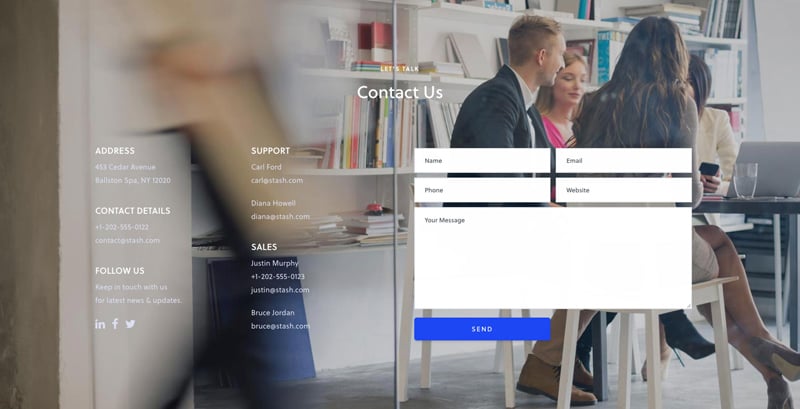 LET'S TALK
Contact Us
ADDRESS
453 Cedar Avenue
Ballston Spa, NY 12020
CONTACT DETAILS
+1-202-555-0122
contact@stash.com
FOLLOW US
Keep in touch with us
for latest news & updates.
SUPPORT
Carl Ford
carl@stash.com
Diana Howell
diana@stash.com
SALES
Justin Murphy
+1-202-555-0123
justin@stash.com
Bruce Jordan
bruce@stash.com
Name
Email
Phone
Website
Your Message
SEND